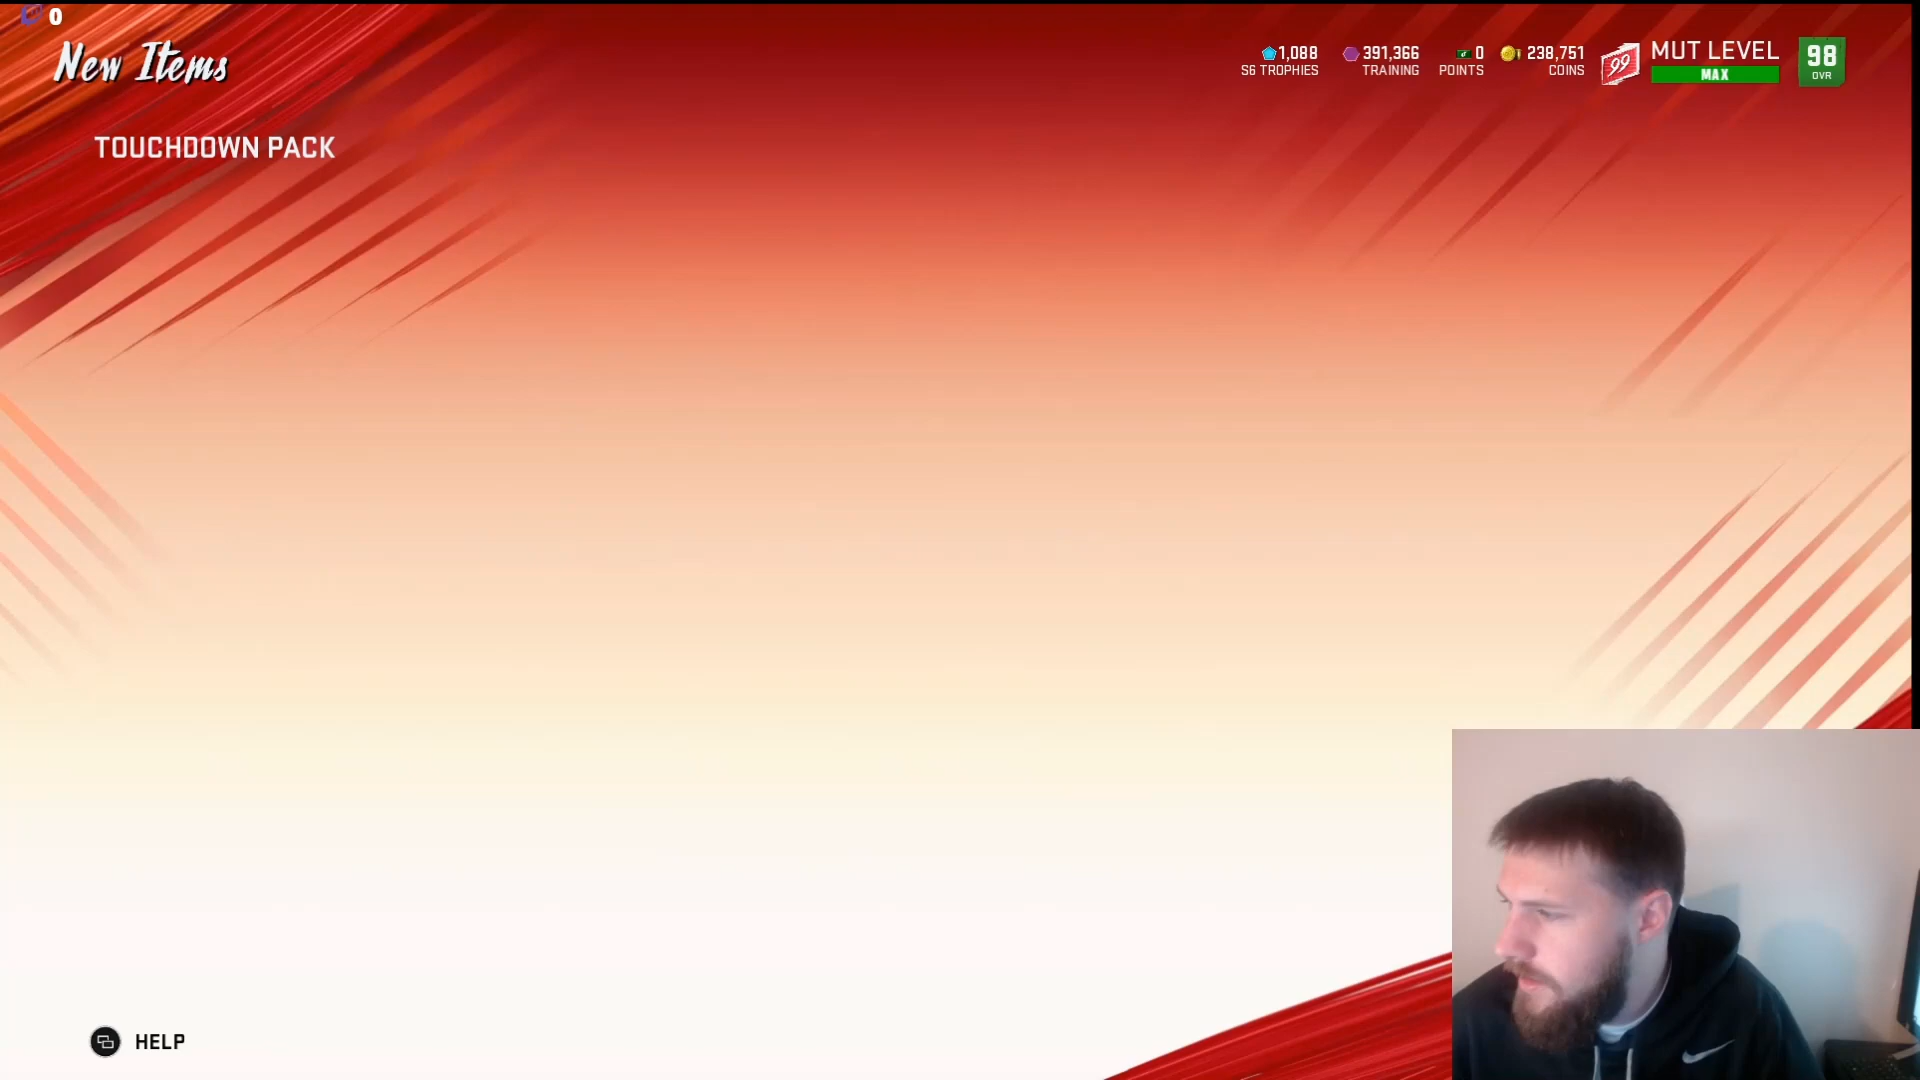 0
New Items
1,088
S6 TROPHIES
391,366
TRAINING
0
POINTS
238,751
COINS
99
MUT LEVEL
MAX
98
OVR
TOUCHDOWN PACK
HELP